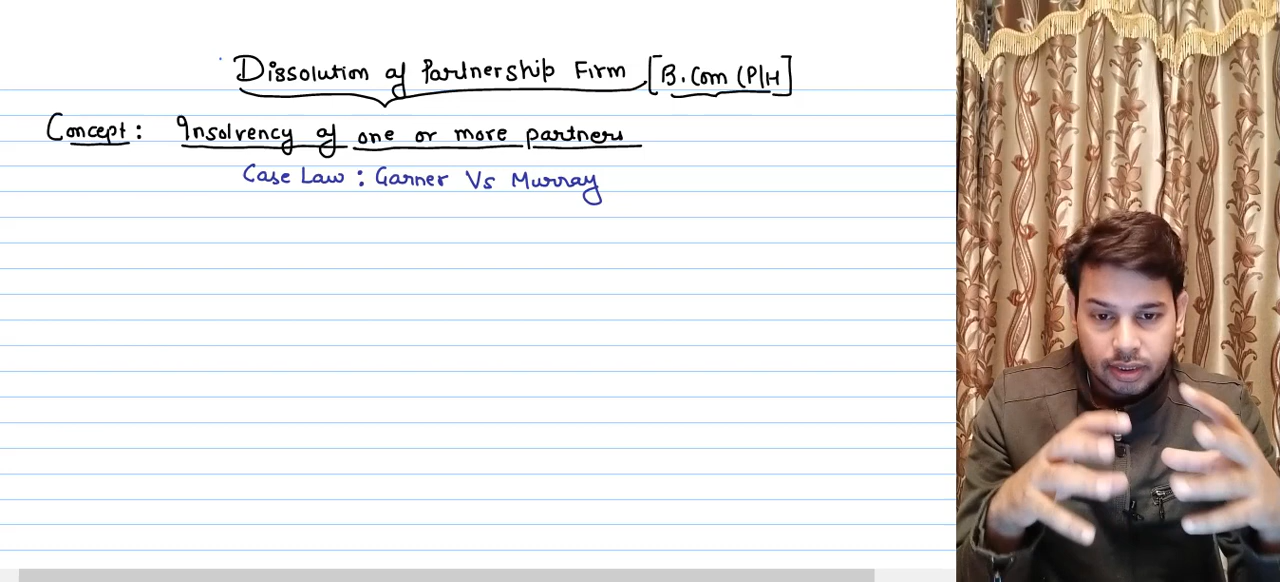 Dissolution of Partnership Firm [B.Com (P/H]
Concept: Insolvency of one or more partners
Case Law: Garner Vs Murray